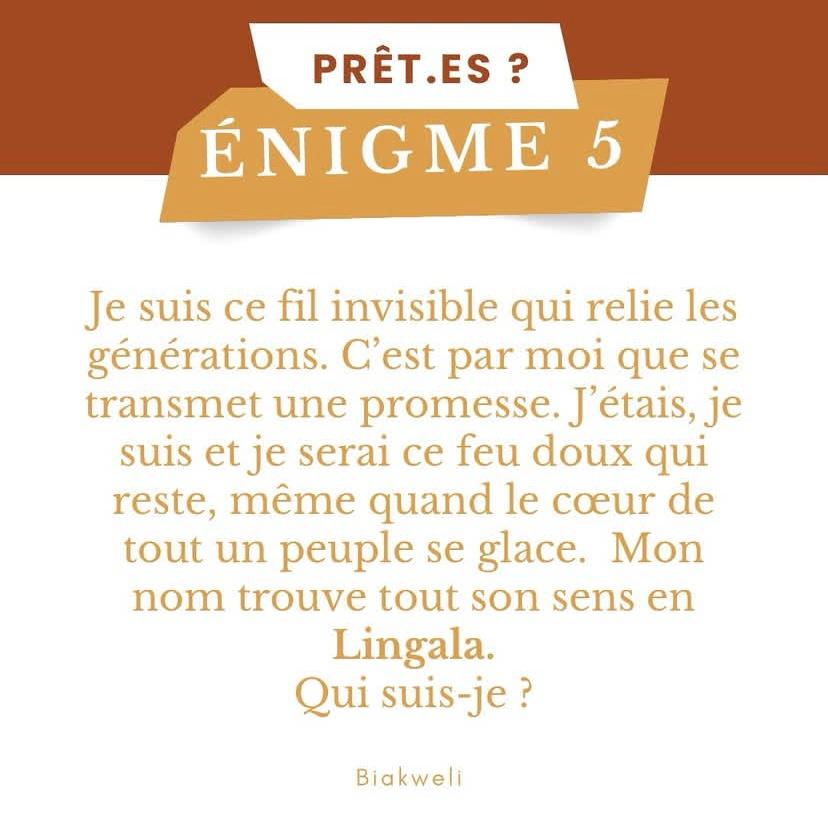 PRÊT.ES ?
ÉNIGME 5
Je suis ce fil invisible qui relie les
générations. C’est par moi que se
transmet une promesse. J’étais, je
suis et je serai ce feu doux qui
reste, même quand le cœur de
tout un peuple se glace. Mon
nom trouve tout son sens en
Lingala.
Qui suis-je ?
Biakweli